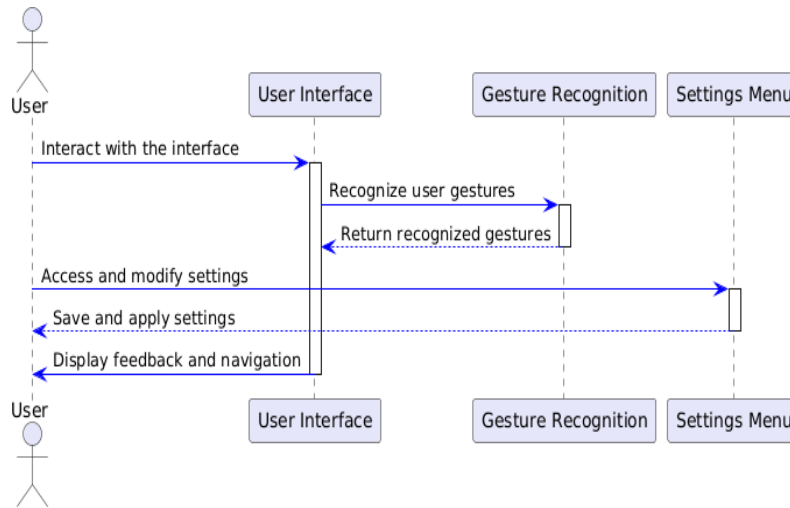 User
User Interface
Gesture Recognition
Settings Menu
Interact with the interface
Recognize user gestures
Return recognized gestures
Access and modify settings
Save and apply settings
Display feedback and navigation
User
User Interface
Gesture Recognition
Settings Menu